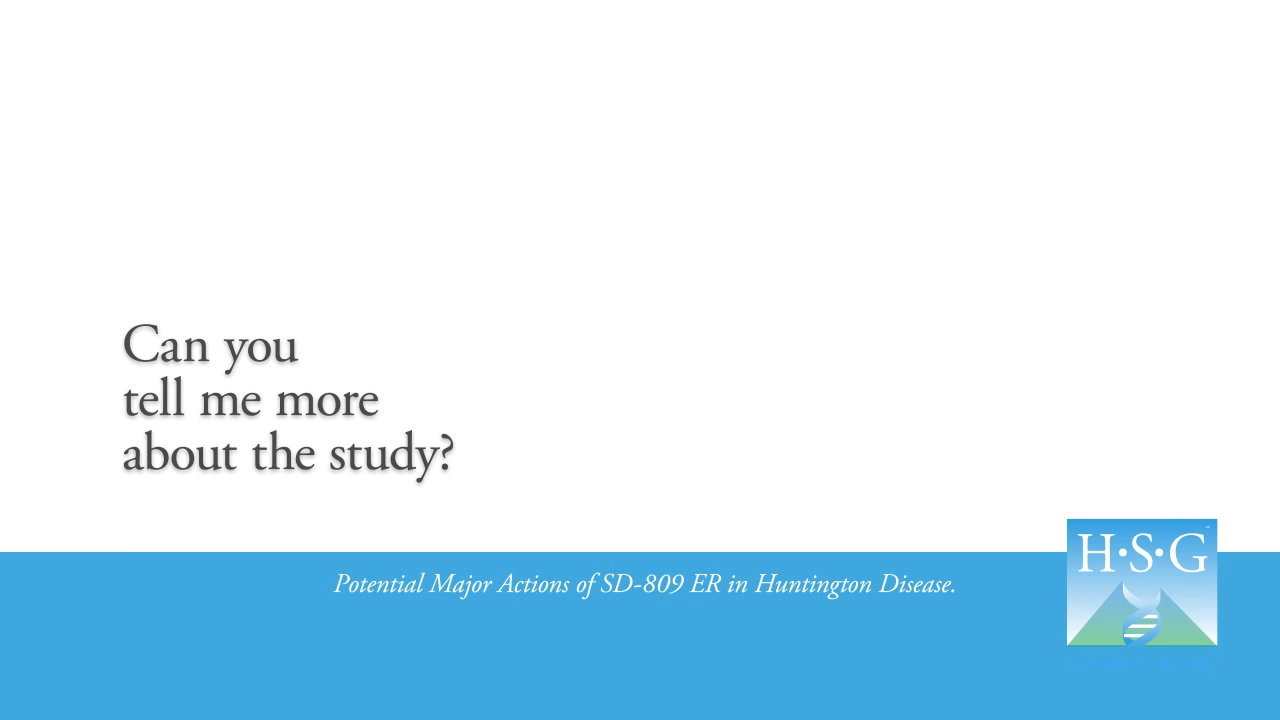 Can you
tell me more
about the study?
H·S·G
Potential Major Actions of SD-809 ER in Huntington Disease.